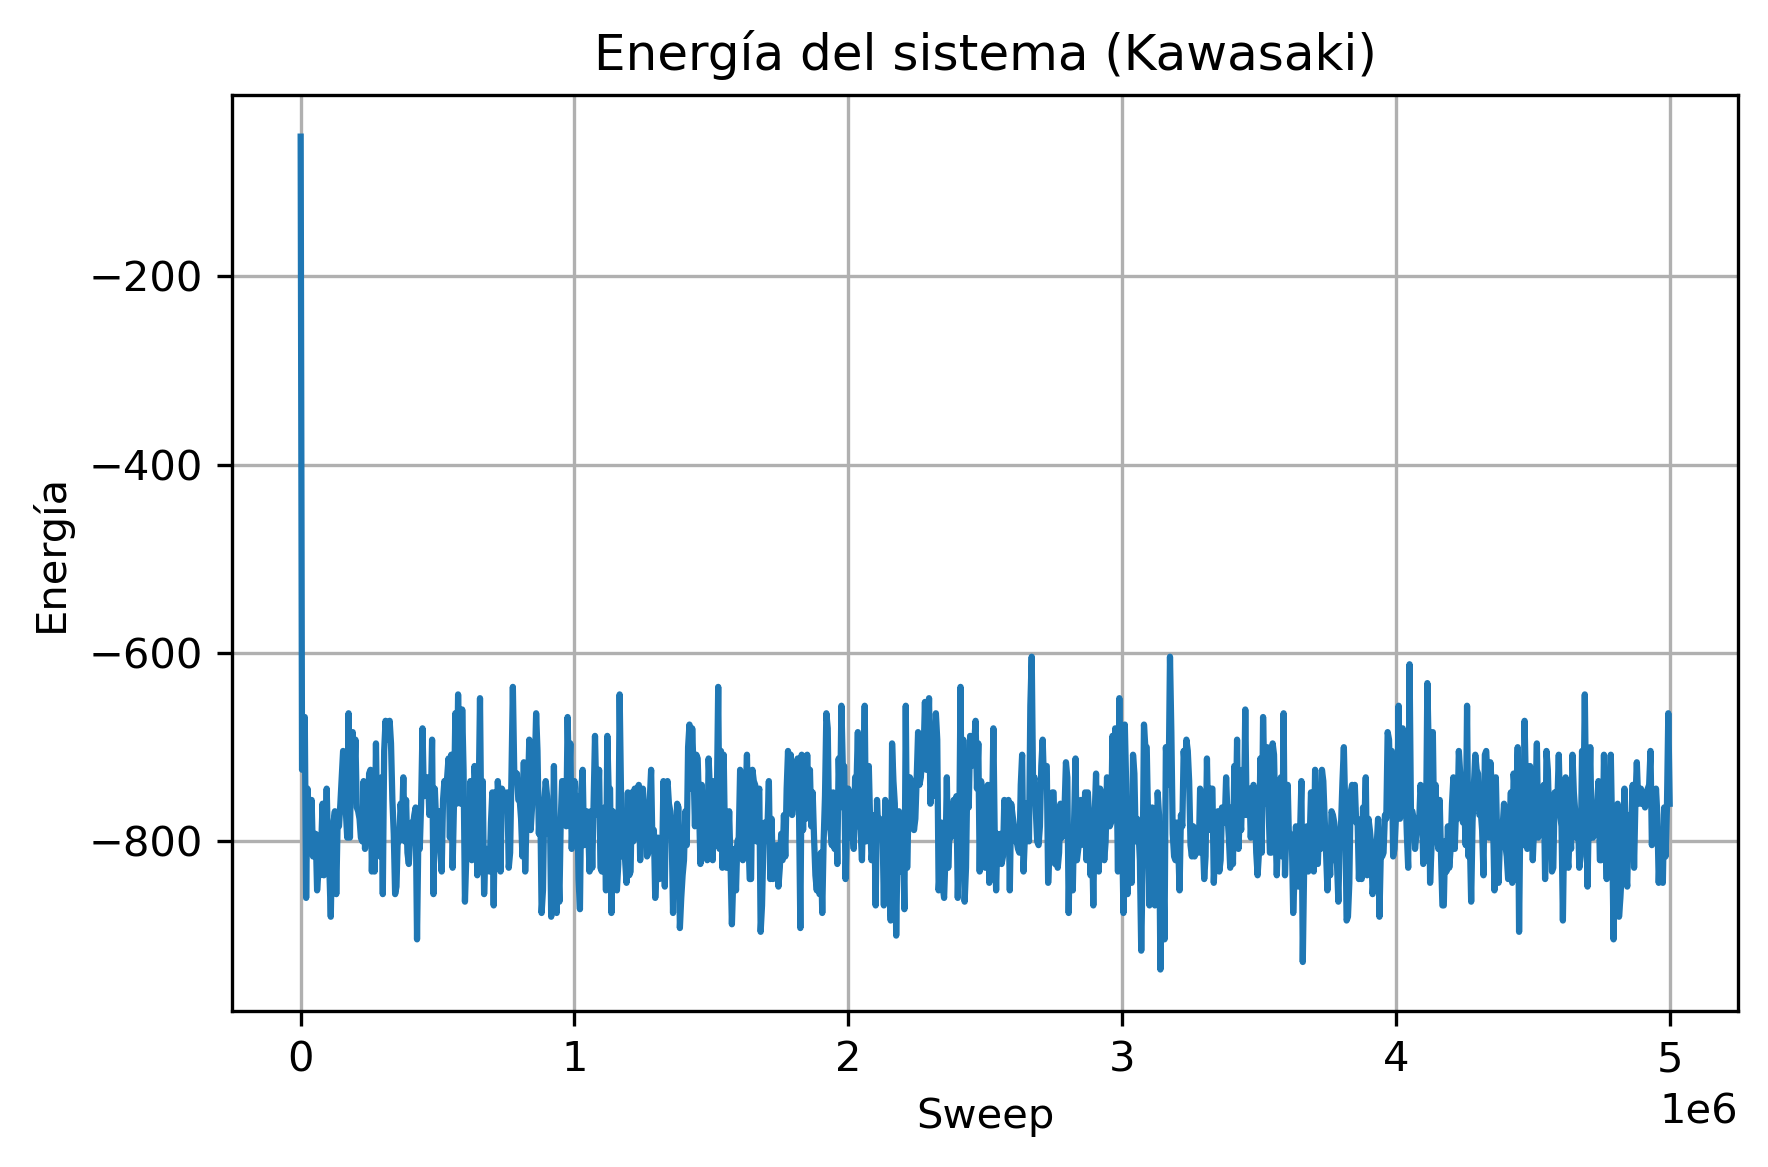 Energía del sistema (Kawasaki)
Energía
−200
−400
−600
−800
0 1 2 3 4 5
1e6
Sweep